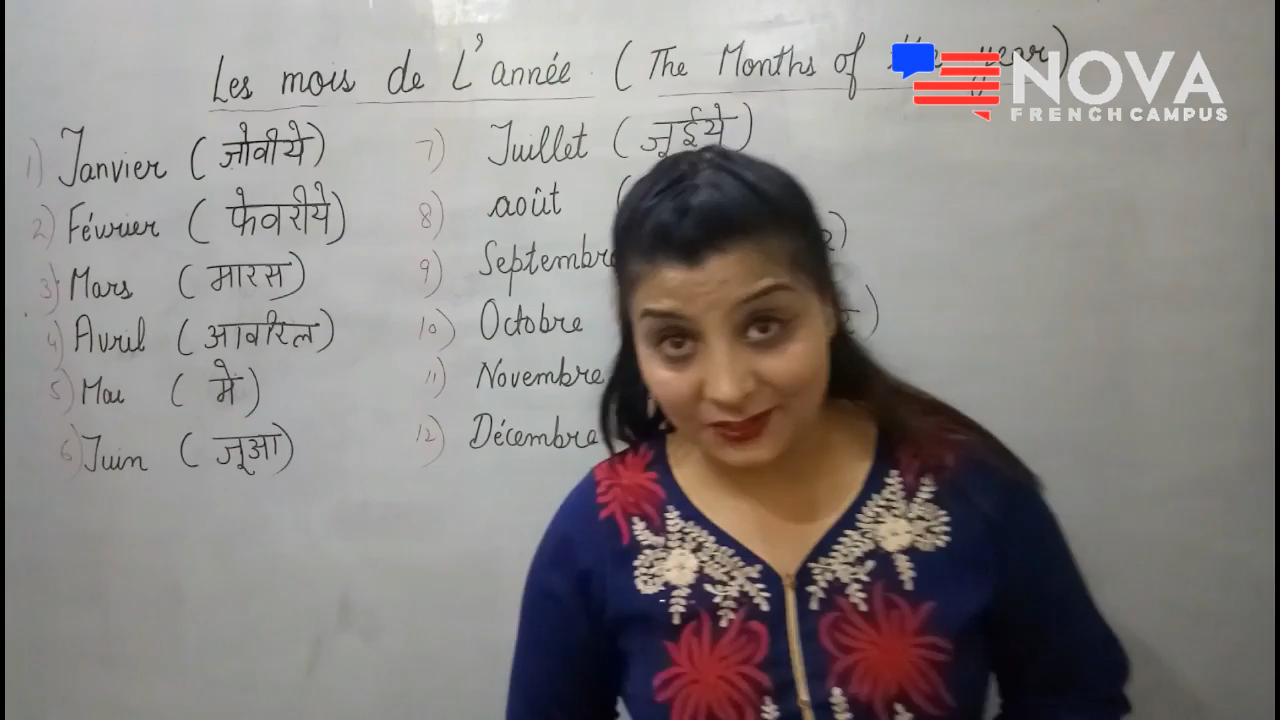 Les mois de L'année (The Months of the year)
NOVA
FRENCH CAMPUS
1) Janvier (जोवीये)
2) Février (फेवरीये)
3) Mars (मारस)
4) Avril (आवरिल)
5) Mai (मे)
6) Juin (जूआ)
7) Juillet (जूईये)
8) août (
9) Septembre
10) Octobre
11) Novembre
12) Décembre